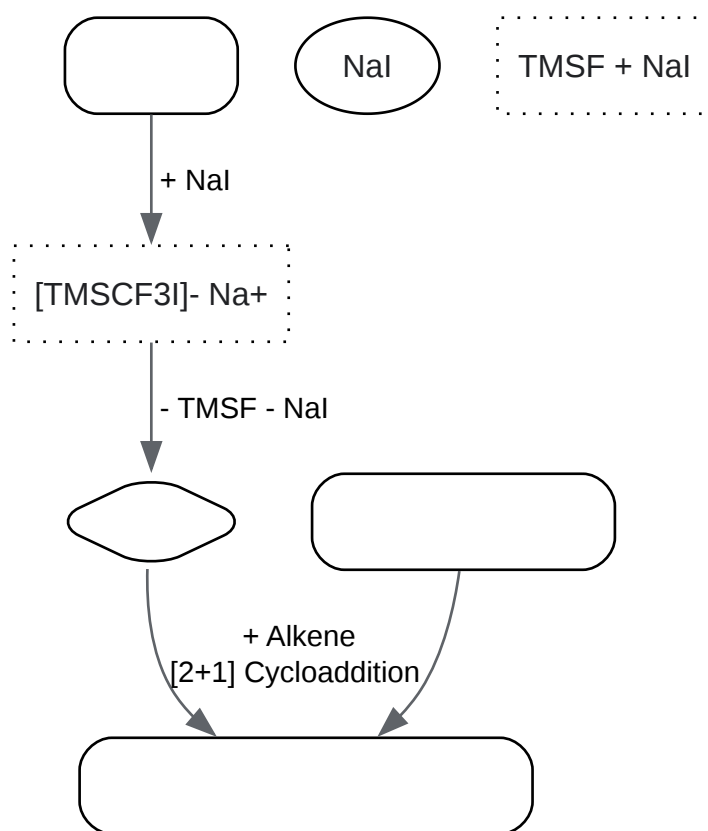 NaI
TMSF + NaI
+ NaI
[TMSCF3I]- Na+
- TMSF - NaI
+ Alkene
[2+1] Cycloaddition